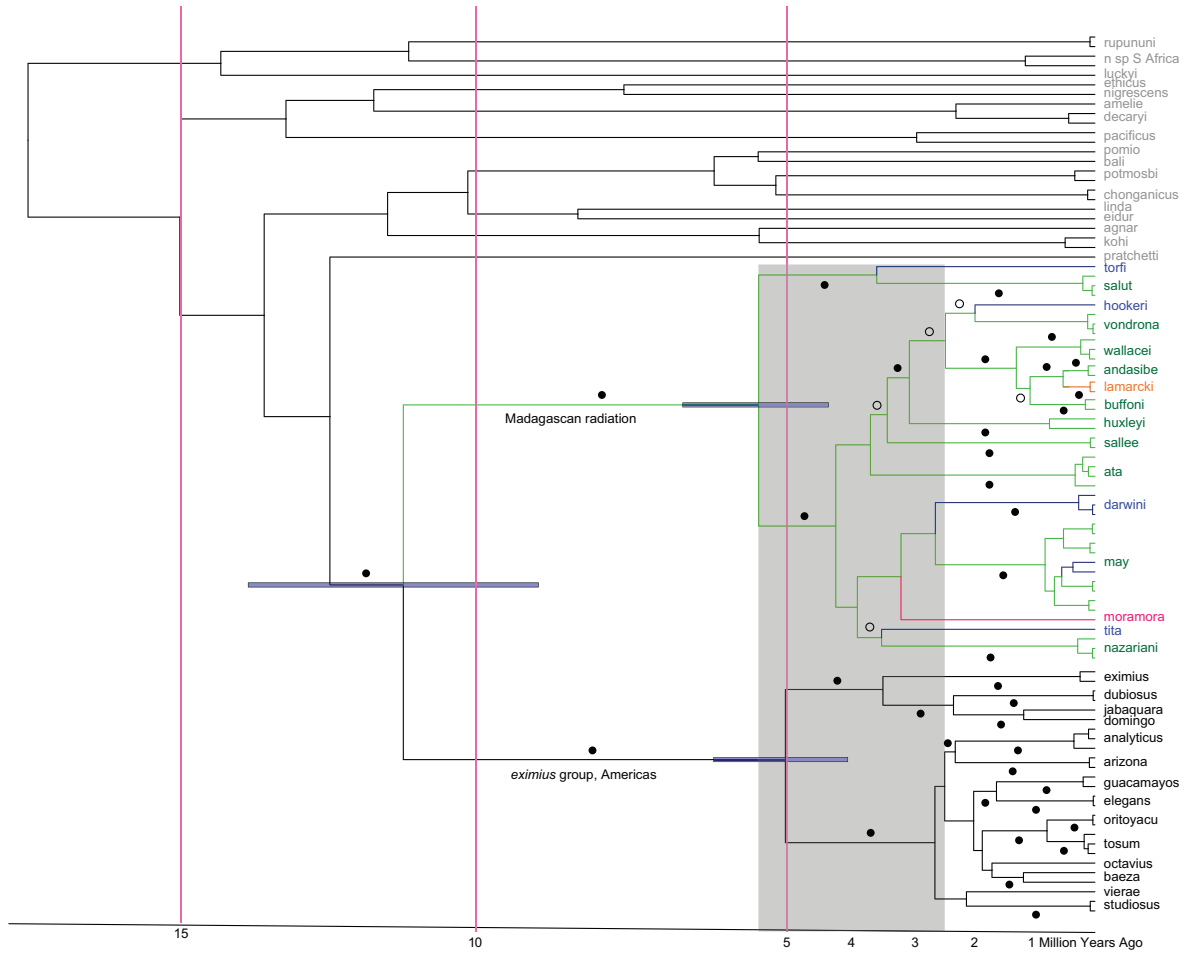 rupununi
n sp S Africa
luckyi
ethicus
nigrescens
amelie
decaryi
pacificus
pomio
bali
potmosbi
chonganicus
linda
eidur
agnar
kohi
pratchetti
torfi
salut
hookeri
vondrona
wallacei
andasibe
lamarcki
buffoni
Madagascan radiation
huxleyi
sallee
ata
darwini
may
moramora
tita
nazariani
eximius
dubiosus
jabaquara
domingo
analyticus
arizona
eximius group, Americas
guacamayos
elegans
oritoyacu
tosum
octavius
baeza
vierae
studiosus
15 10 5 4 3 2 1 Million Years Ago